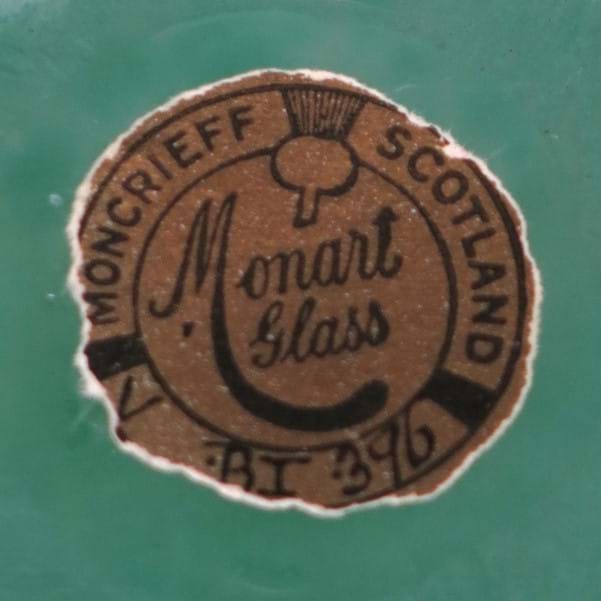 MONCRIEFF SCOTLAND
Monart
Glass
V BI 396